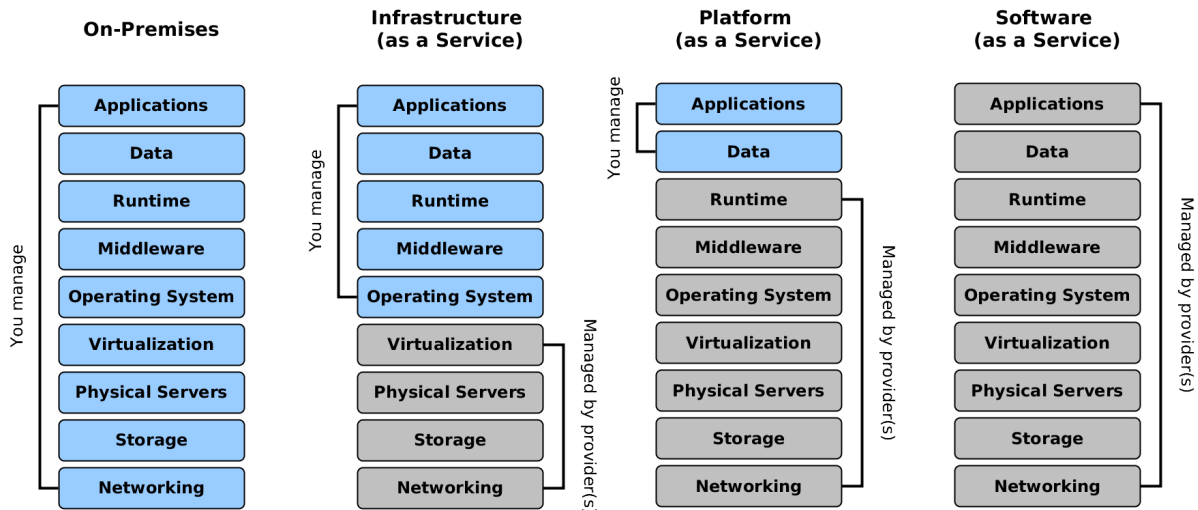 On-Premises
Infrastructure
(as a Service)
Platform
(as a Service)
Software
(as a Service)
You manage
Applications
Data
Runtime
Middleware
Operating System
Virtualization
Physical Servers
Storage
Networking
You manage
Applications
Data
Runtime
Middleware
Operating System
Virtualization
Physical Servers
Storage
Networking
Managed by provider(s)
You manage
Applications
Data
Runtime
Middleware
Operating System
Virtualization
Physical Servers
Storage
Networking
Managed by provider(s)
Applications
Data
Runtime
Middleware
Operating System
Virtualization
Physical Servers
Storage
Networking
Managed by provider(s)